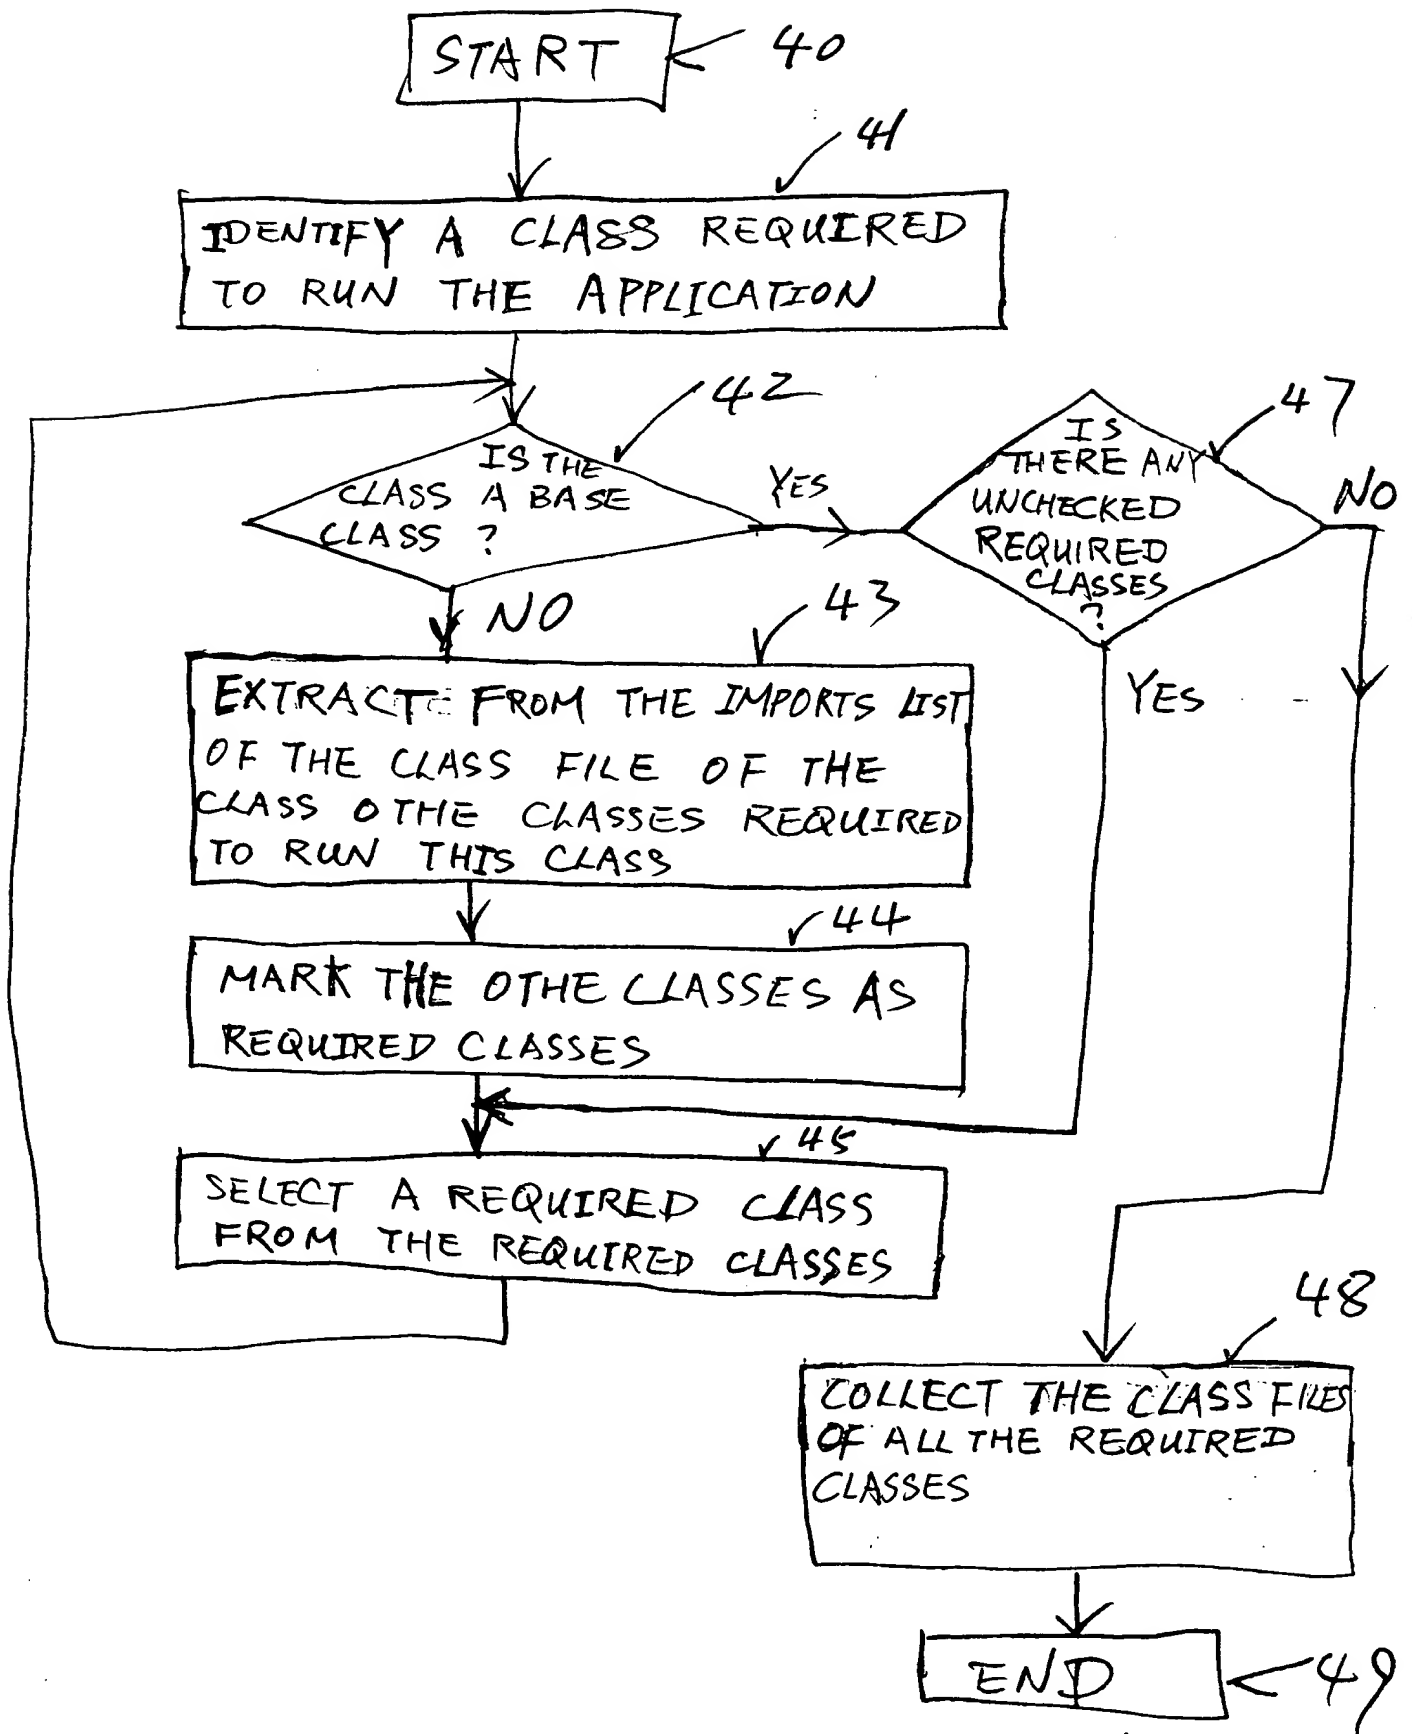 START
40
41
IDENTIFY A CLASS REQUIRED
TO RUN THE APPLICATION
42
IS THE
CLASS A BASE
CLASS ?
YES
47
IS
THERE ANY
UNCHECKED
REQUIRED
CLASSES
?
NO
NO
43
YES
EXTRACT FROM THE IMPORTS LIST
OF THE CLASS FILE OF THE
CLASS OTHE CLASSES REQUIRED
TO RUN THIS CLASS
44
MARK THE OTHE CLASSES AS
REQUIRED CLASSES
45
SELECT A REQUIRED CLASS
FROM THE REQUIRED CLASSES
48
COLLECT THE CLASS FILES
OF ALL THE REQUIRED
CLASSES
END
49